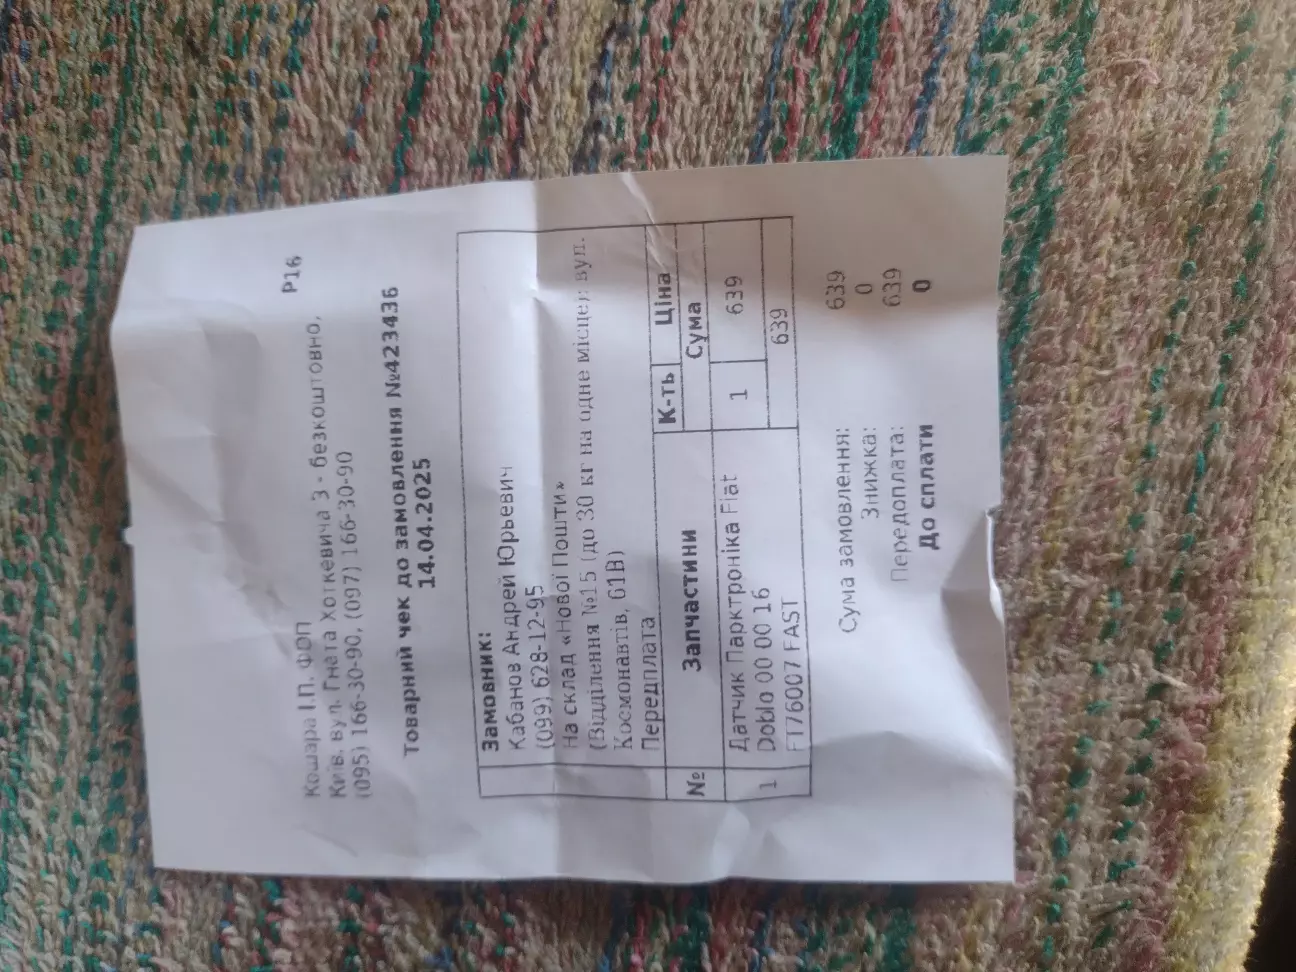 Р16
Кошара І.П. ФОП
Київ, вул. Гната Хоткевича 3 - безкоштовно,
(095) 166-30-90, (097) 166-30-90
Товарний чек до замовлення №423436
14.04.2025
Замовник:
Кабанов Андрей Юрьевич
(099) 628-12-95
На склад «Нової Пошти»
(Відділення №15 (до 30 кг на одне місце): вул.
Космонавтів, 61В)
Передплата
№ Запчастини К-ть Ціна
Сума
1 Датчик Парктроніка Fiat 1 639
Doblo 00 00 16
FT76007 FAST 639
Сума замовлення: 639
Знижка: 0
Передоплата: 639
До сплати 0